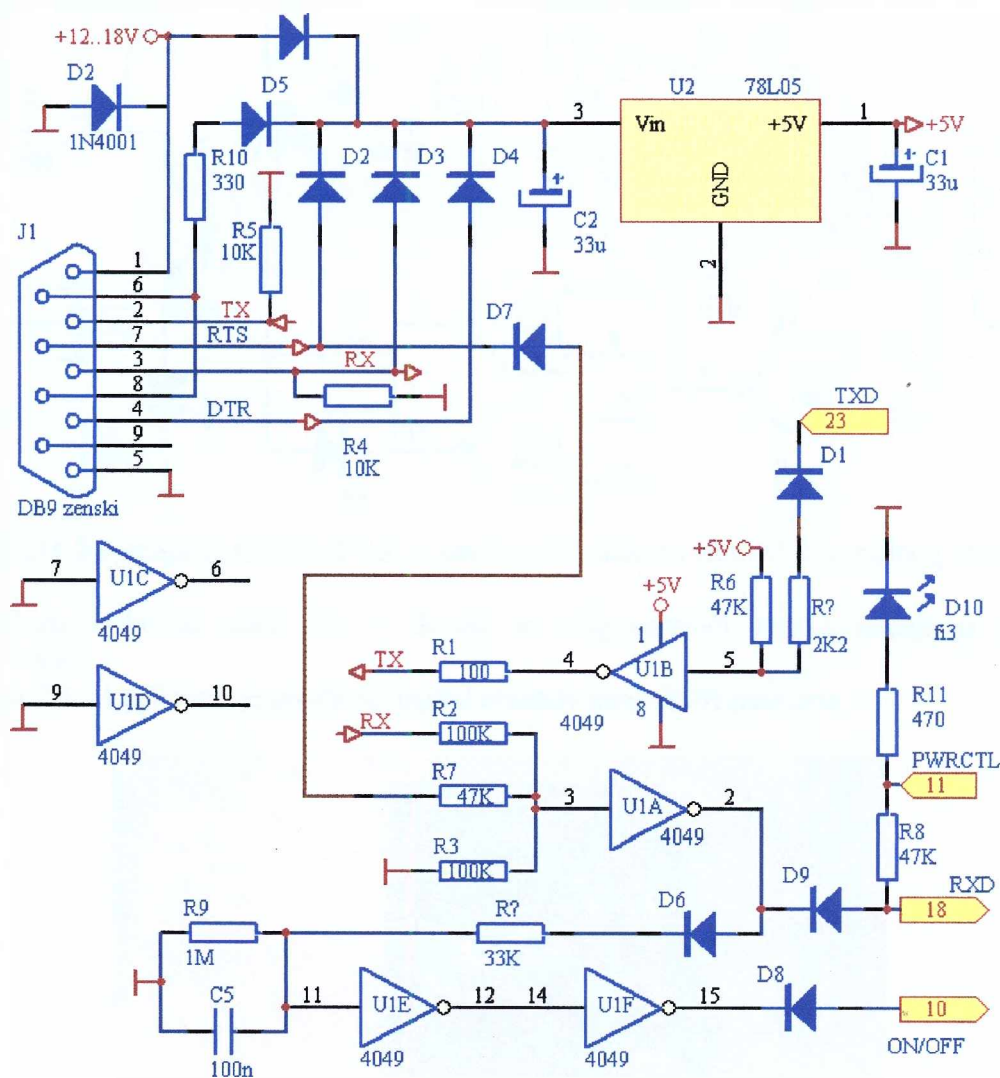 +12..18V
D2
1N4001
D5
R10
330
D2
D3
D4
R5
10K
U2
78L05
3
Vin
+5V
GND
1
2
+5V
C1
33u
C2
33u
J1
1
6
2
TX
7
RTS
3
RX
8
4
DTR
9
5
R4
10K
DB9 zenski
D7
TXD
23
D1
+5V
R6
47K
R?
2K2
D10
fi3
7
U1C
6
4049
9
U1D
10
4049
+5V
1
TX
R1
100
4
U1B
5
8
4049
R11
470
PWRCTL
11
RX
R2
100K
R7
47K
R3
100K
3
U1A
2
4049
R8
47K
RXD
18
D9
D6
R9
1M
R?
33K
C5
100n
11
U1E
12
4049
14
U1F
15
4049
D8
10
ON/OFF